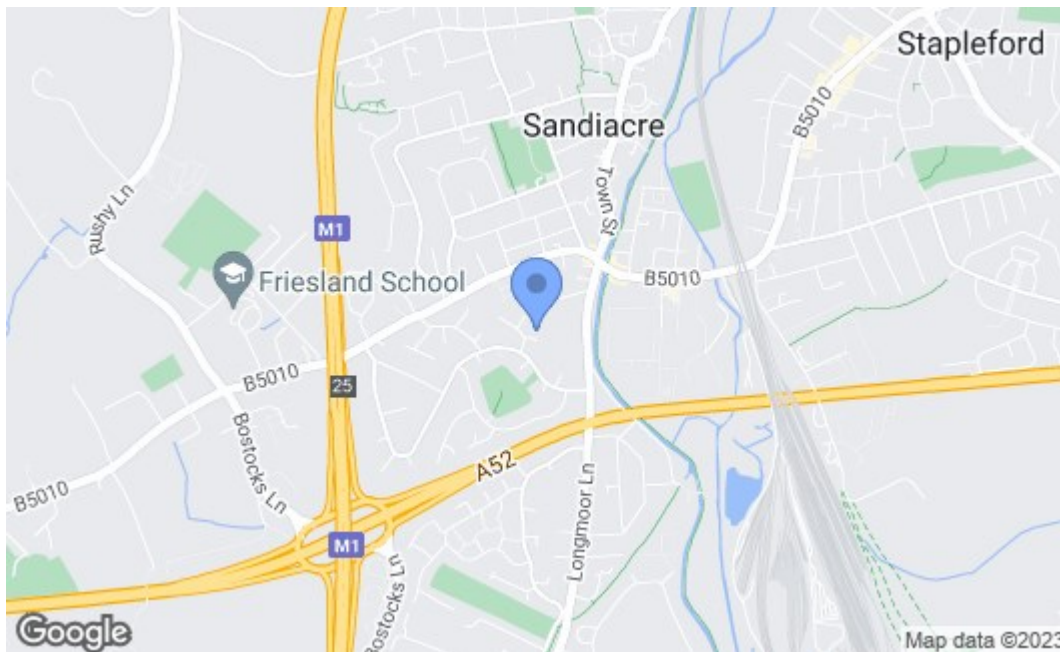 Stapleford
Sandiacre
B5010
Rushy Ln
Town St
M1
Friesland School
B5010
B5010
25
Bostocks Ln
A52
B5010
Longmoor Ln
M1
Bostocks Ln
Google
Map data ©2023